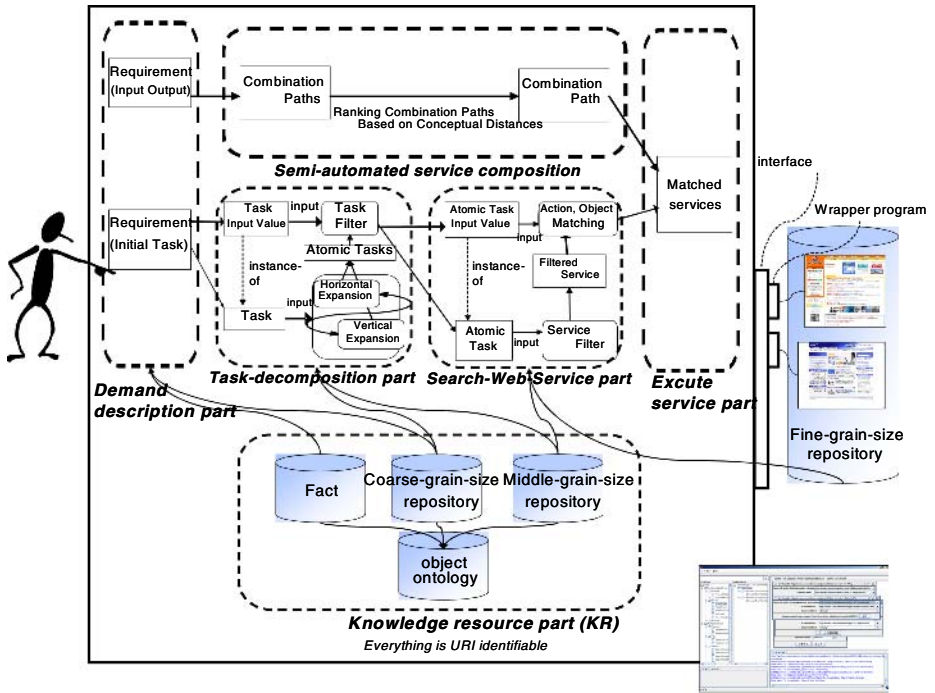 Requirement
(Input Output)
Combination
Paths
Ranking Combination Paths
Based on Conceptual Distances
Combination
Path
Semi-automated service composition
Requirement
(Initial Task)
Task
Input Value
input
Task
Filter
Atomic Tasks
instance-
of
Horizontal
Expansion
input
Task
Vertical
Expansion
Atomic Task
Input Value
input
Action, Object
Matching
instance-
of
Filtered
Service
Atomic
Task
input
Service
Filter
Matched
services
interface
Wrapper program
Demand
description part
Task-decomposition part
Search-Web-Service part
Excute
service part
Fine-grain-size
repository
Fact
Coarse-grain-size
repository
Middle-grain-size
repository
object
ontology
Knowledge resource part (KR)
Everything is URI identifiable